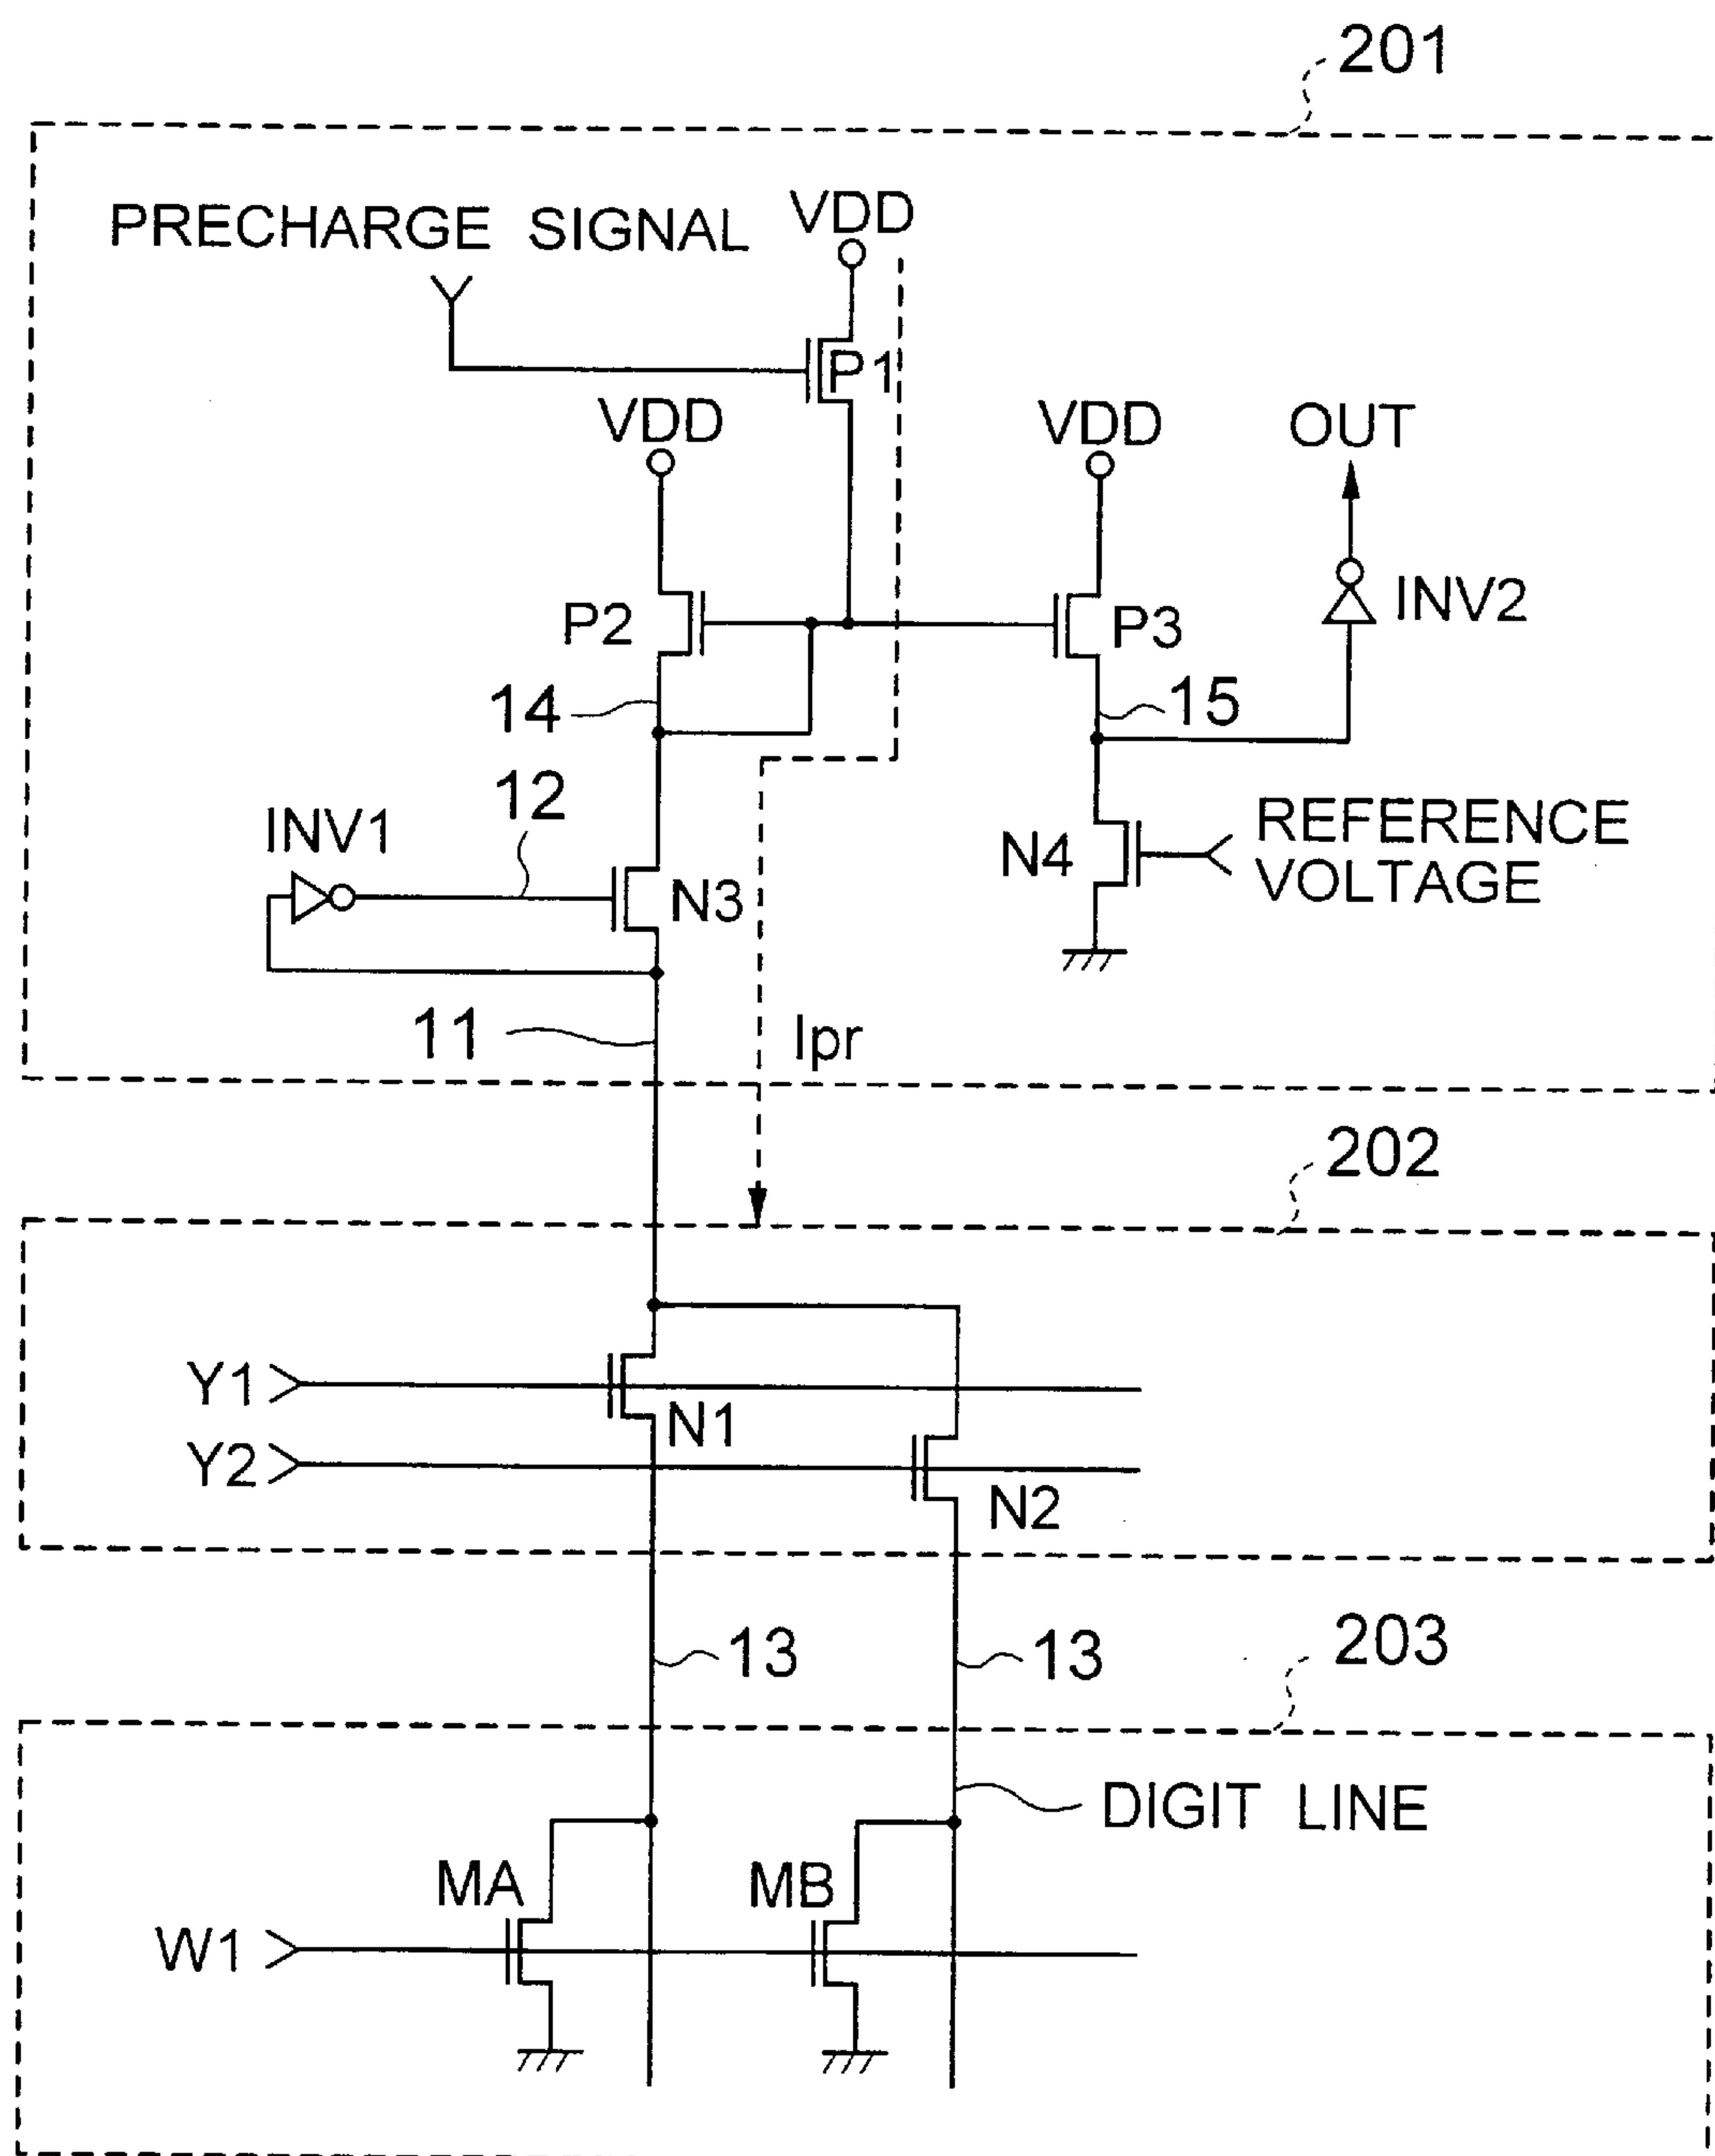 201
PRECHARGE SIGNAL
VDD
P1
VDD
VDD
OUT
P2
P3
INV2
14
15
12
INV1
N3
N4
REFERENCE
VOLTAGE
11
Ipr
202
Y1
N1
Y2
N2
13
13
203
DIGIT LINE
MA
MB
W1